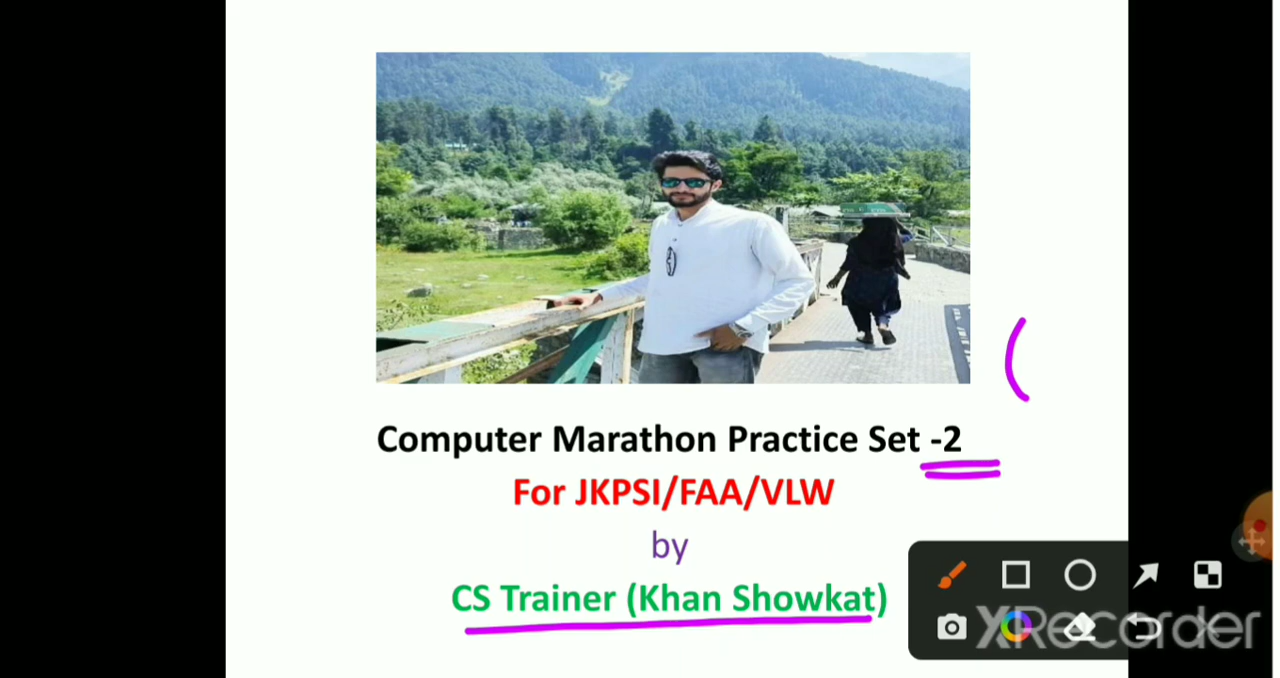 Computer Marathon Practice Set -2
For JKPSI/FAA/VLW
by
CS Trainer (Khan Showkat)
XRecorder